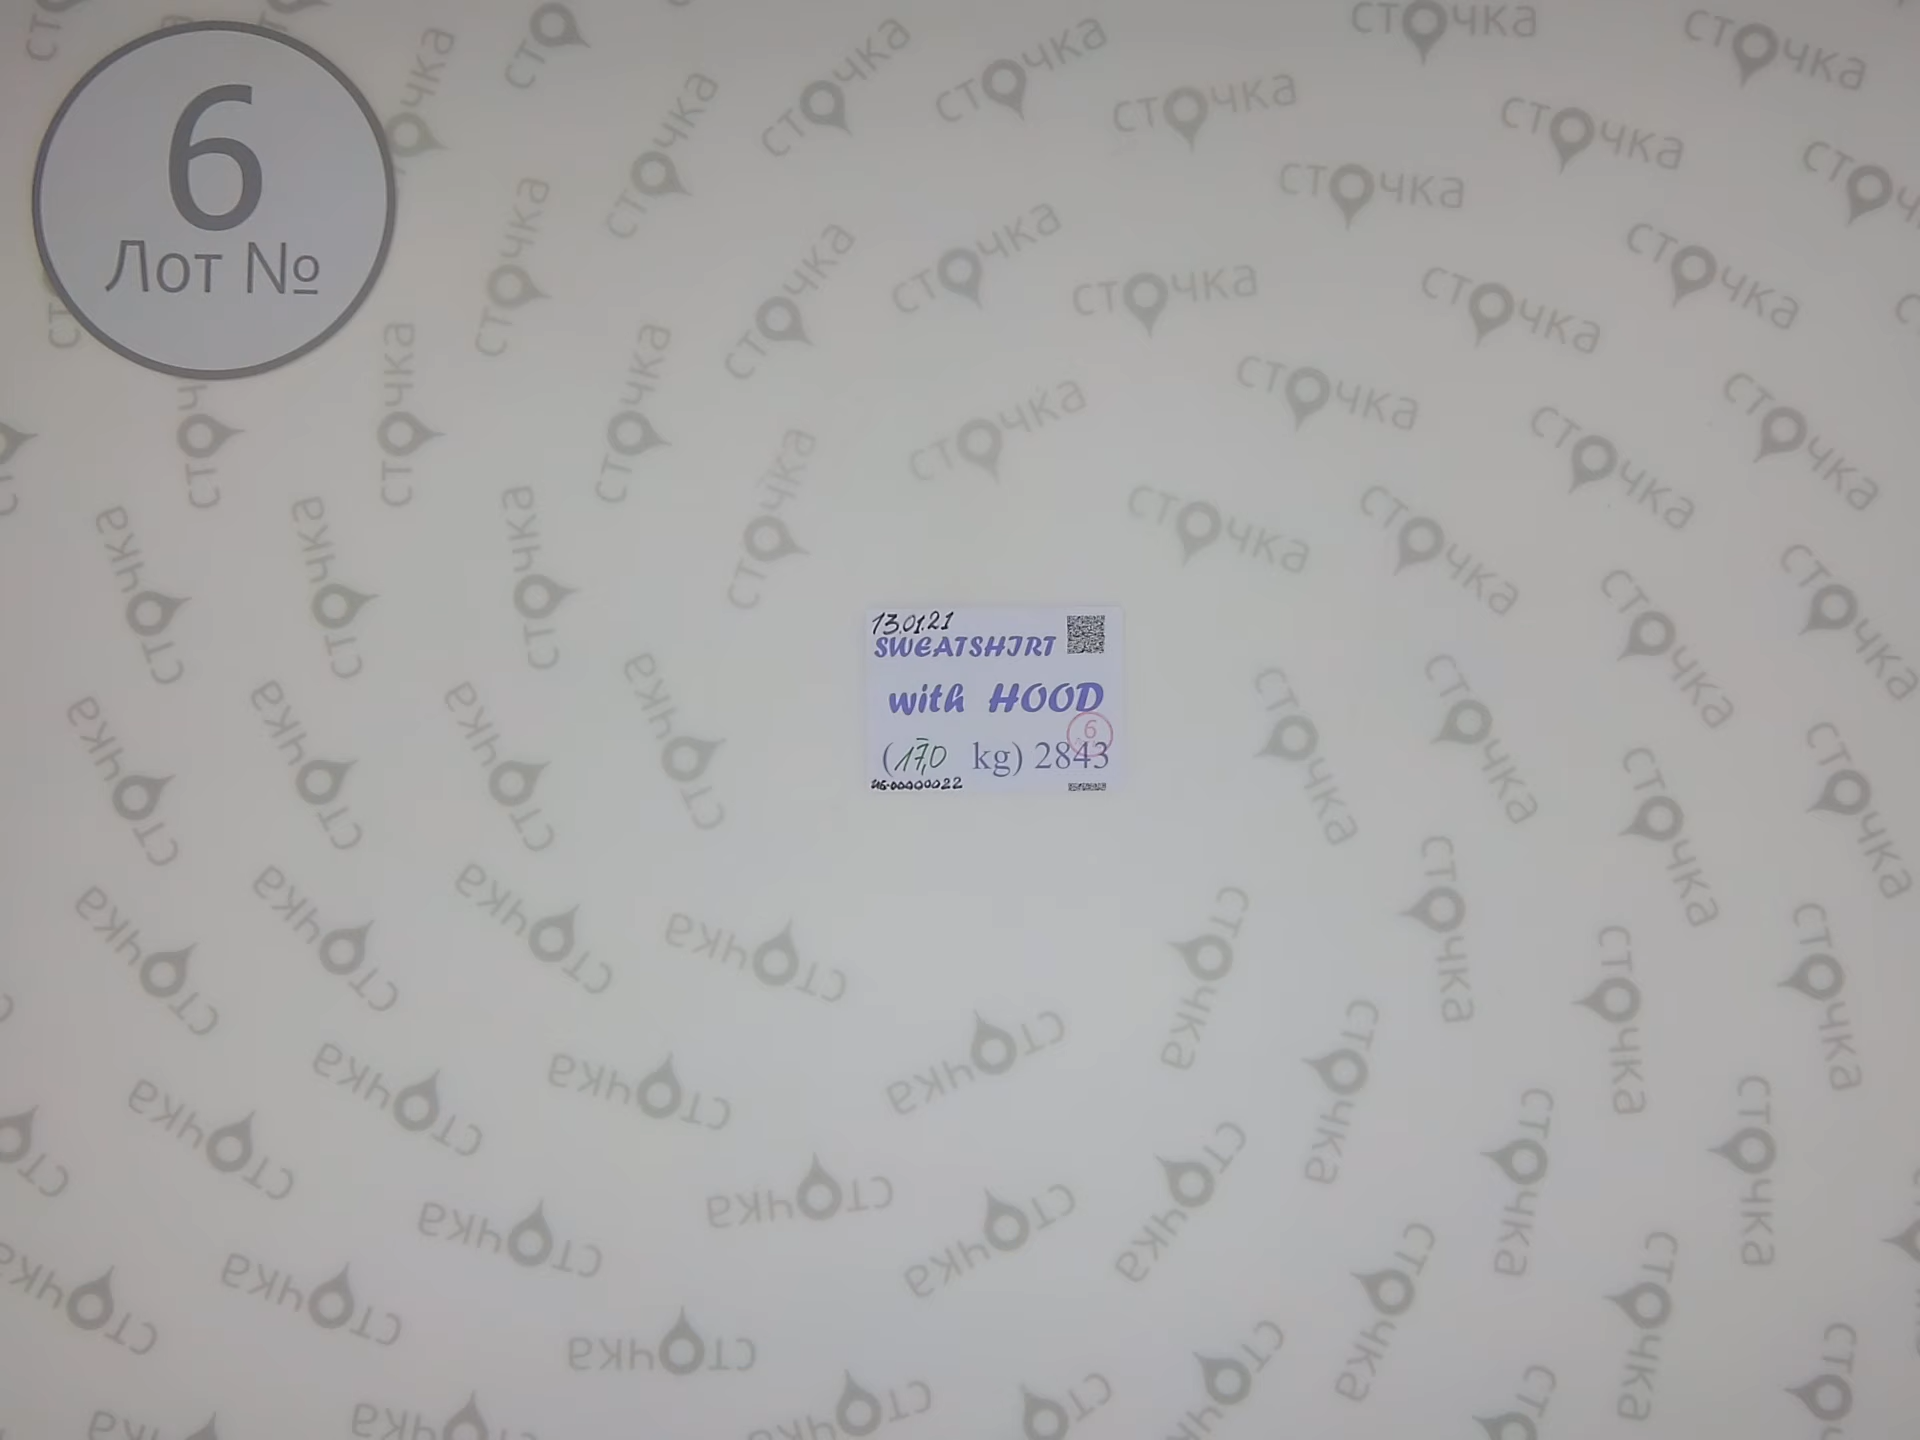 6
Лот №
13.01.21
SWEATSHIRT
with HOOD
6
(17,0 kg) 2843
сточка